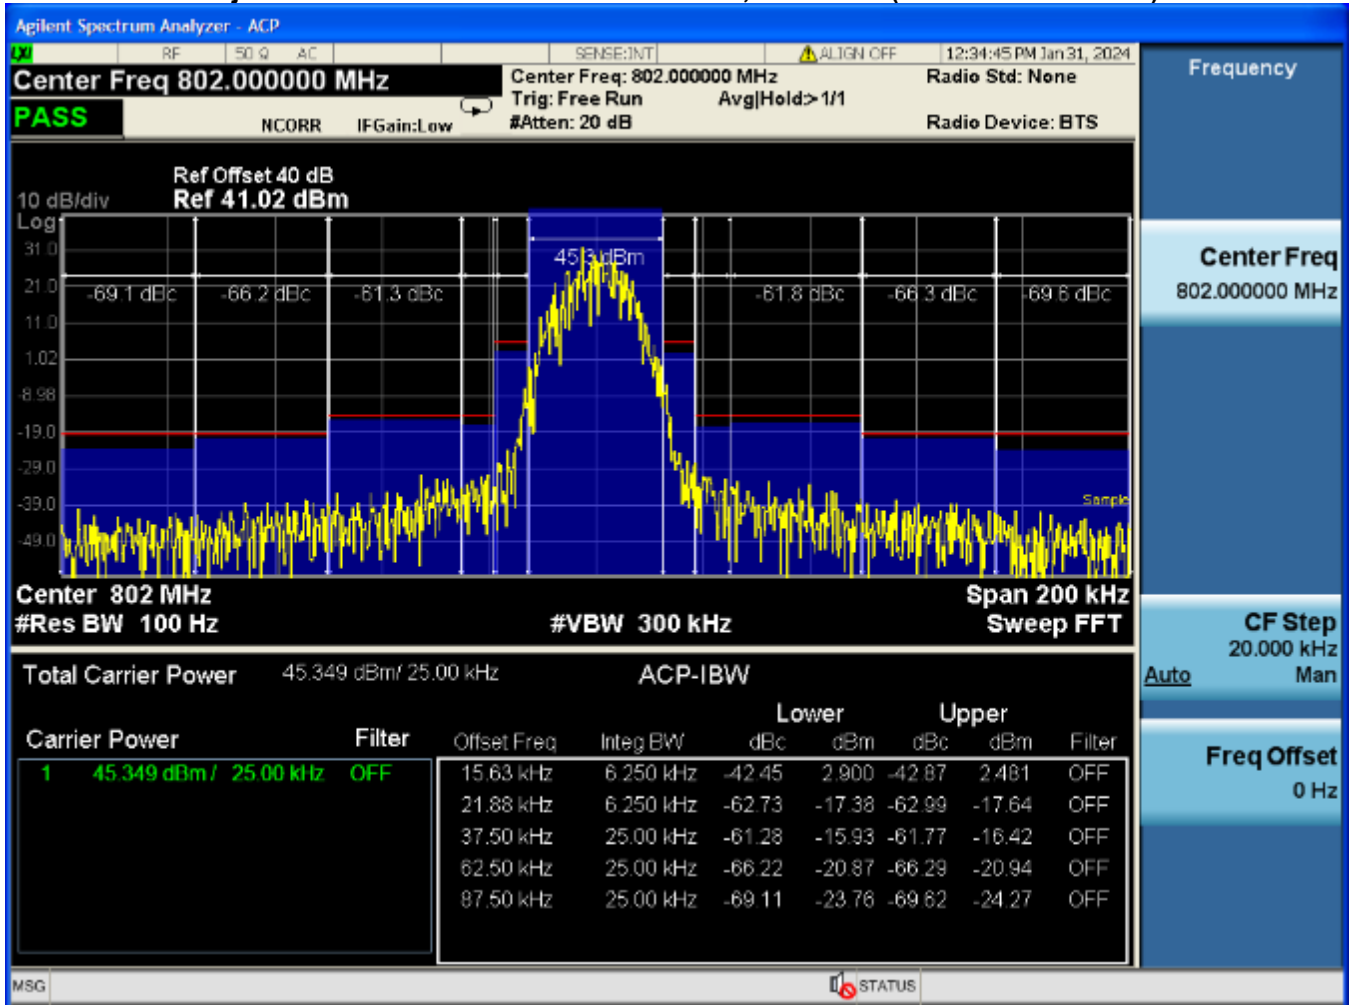 Agilent Spectrum Analyzer - ACP
LXI RF 50 Ω AC SENSE:INT ALIGN OFF 12:34:45 PM Jan 31, 2024
Center Freq 802.000000 MHz
Center Freq: 802.000000 MHz Radio Std: None
Trig: Free Run Avg|Hold:> 1/1
PASS NCORR IFGain:Low #Atten: 20 dB Radio Device: BTS
Ref Offset 40 dB
10 dB/div Ref 41.02 dBm
Log
31.0
45.3 dBm
21.0
-69.1 dBc -66.2 dBc -61.3 dBc -61.8 dBc -66.3 dBc -69.6 dBc
11.0
1.02
-8.98
-19.0
-29.0
-39.0
Sample
-49.0
Center 802 MHz Span 200 kHz
#Res BW 100 Hz #VBW 300 kHz Sweep FFT
Total Carrier Power 45.349 dBm/ 25.00 kHz ACP-IBW
Lower Upper
Carrier Power Filter Offset Freq Integ BW dBc dBm dBc dBm Filter
1 45.349 dBm / 25.00 kHz OFF 15.63 kHz 6.250 kHz -42.45 2.900 -42.87 2.481 OFF
21.88 kHz 6.250 kHz -62.73 -17.38 -62.99 -17.64 OFF
37.50 kHz 25.00 kHz -61.28 -15.93 -61.77 -16.42 OFF
62.50 kHz 25.00 kHz -66.22 -20.87 -66.29 -20.94 OFF
87.50 kHz 25.00 kHz -69.11 -23.76 -69.62 -24.27 OFF
MSG STATUS
Frequency
Center Freq
802.000000 MHz
CF Step
20.000 kHz
Auto Man
Freq Offset
0 Hz